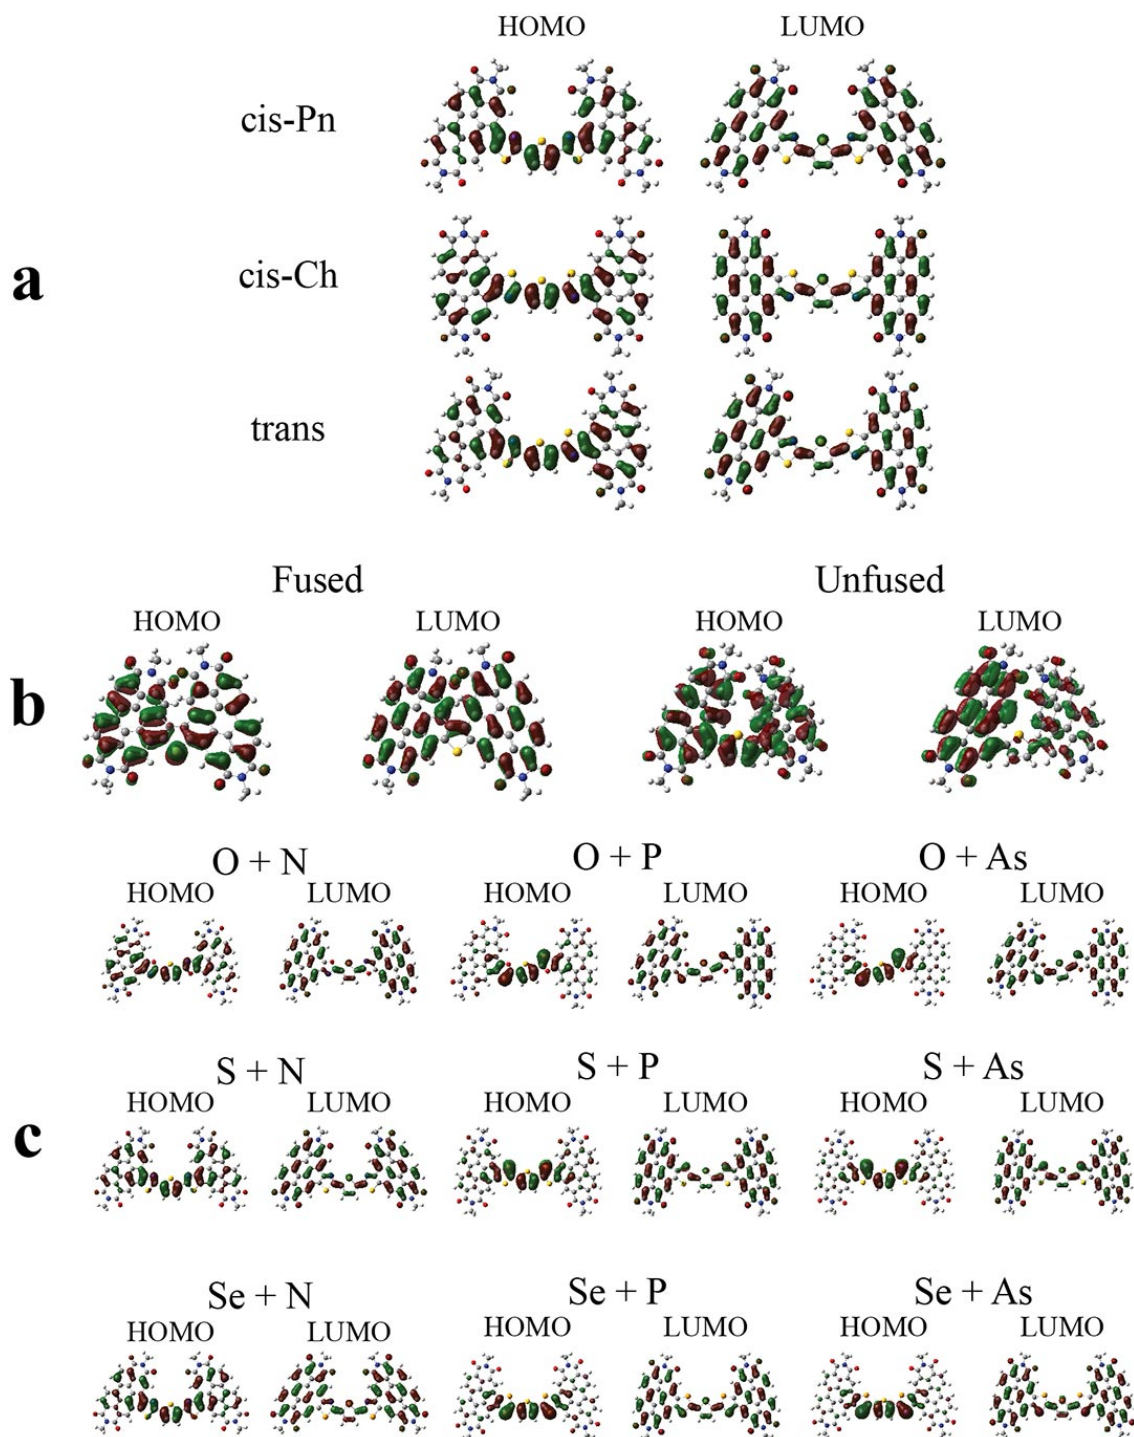 HOMO LUMO
cis-Pn
a
cis-Ch
trans
Fused Unfused
HOMO LUMO HOMO LUMO
b
O + N O + P O + As
HOMO LUMO HOMO LUMO HOMO LUMO
S + N S + P S + As
HOMO LUMO HOMO LUMO HOMO LUMO
c
Se + N Se + P Se + As
HOMO LUMO HOMO LUMO HOMO LUMO